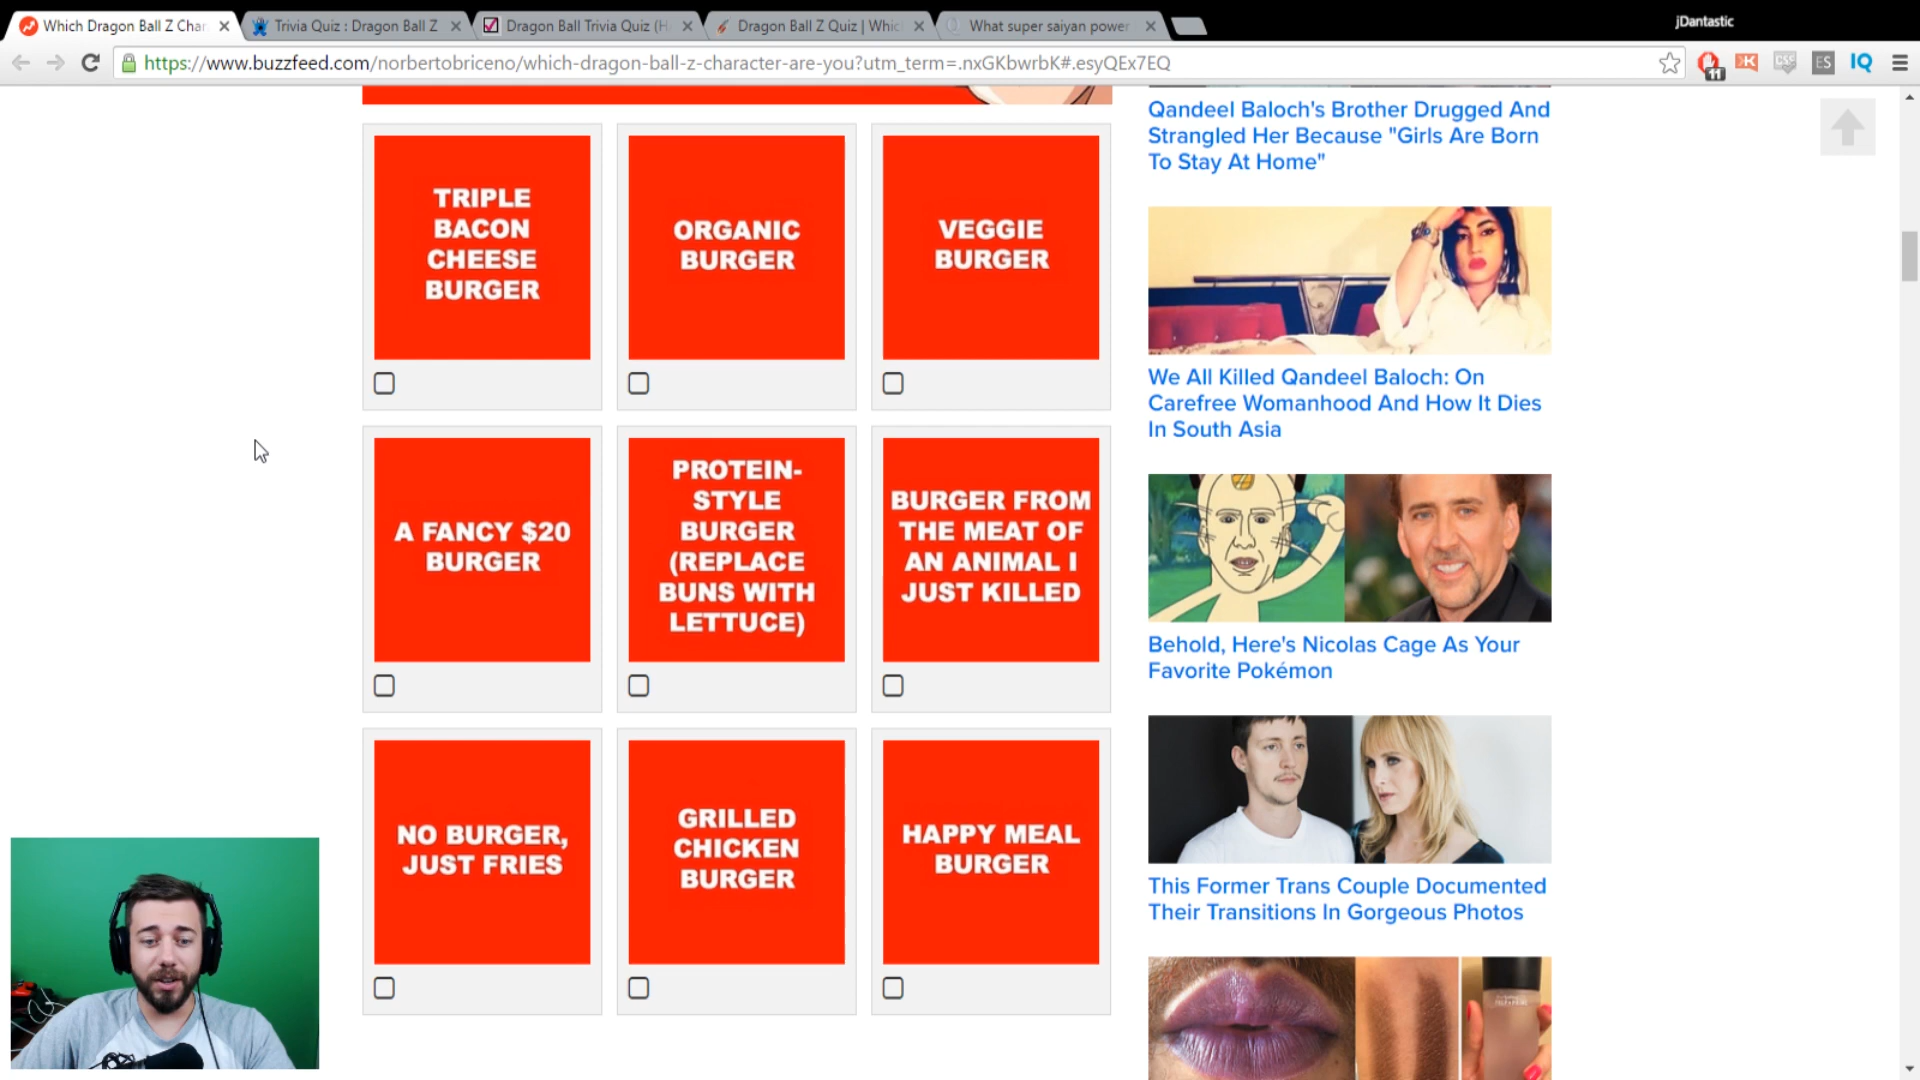 Which Dragon Ball Z Char
Trivia Quiz : Dragon Ball Z
Dragon Ball Trivia Quiz (H
Dragon Ball Z Quiz | Whic
What super saiyan power
jDantastic
https://www.buzzfeed.com/norbertobriceno/which-dragon-ball-z-character-are-you?utm_term=.nxGKbwrbK#.esyQEx7EQ
11
K
CSC
ES
IQ
TRIPLE
BACON
CHEESE
BURGER
ORGANIC
BURGER
VEGGIE
BURGER
A FANCY $20
BURGER
PROTEIN-
STYLE
BURGER
(REPLACE
BUNS WITH
LETTUCE)
BURGER FROM
THE MEAT OF
AN ANIMAL I
JUST KILLED
NO BURGER,
JUST FRIES
GRILLED
CHICKEN
BURGER
HAPPY MEAL
BURGER
Qandeel Baloch's Brother Drugged And
Strangled Her Because "Girls Are Born
To Stay At Home"
We All Killed Qandeel Baloch: On
Carefree Womanhood And How It Dies
In South Asia
Behold, Here's Nicolas Cage As Your
Favorite Pokémon
This Former Trans Couple Documented
Their Transitions In Gorgeous Photos